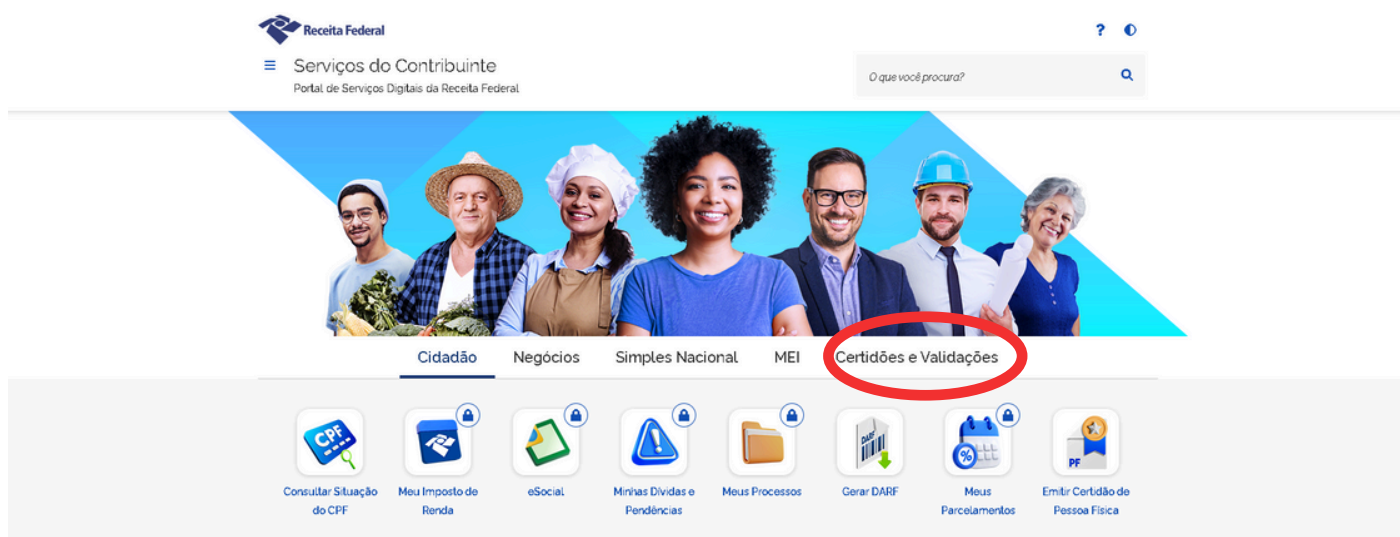 Receita Federal
?
Serviços do Contribuinte
Portal de Serviços Digitais da Receita Federal
O que você procura?
Cidadão Negócios Simples Nacional MEI Certidões e Validações
CPF
DARF
%
PF
Consultar Situação
do CPF
Meu Imposto de
Renda
eSocial
Minhas Dívidas e
Pendências
Meus Processos
Gerar DARF
Meus
Parcelamentos
Emitir Certidão de
Pessoa Física